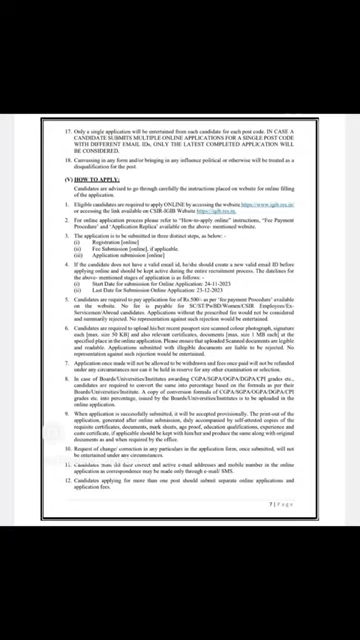 17. Only a single application will be entertained from each candidate for each post code. IN CASE A
CANDIDATE SUBMITS MULTIPLE ONLINE APPLICATIONS FOR A SINGLE POST CODE
WITH DIFFERENT EMAIL IDs, ONLY THE LATEST COMPLETED APPLICATION WILL
BE CONSIDERED.
18. Canvassing in any form and/or bringing in any influence political or otherwise will be treated as a
disqualification for the post.
(V) HOW TO APPLY:
Candidates are advised to go through carefully the instructions placed on website for online filling
of the application.
1. Eligible candidates are required to apply ONLINE by accessing the website https://www.igib.res.in/
or accessing the link available on CSIR-IGIB Website https://igib.res.in.
2. For online application process please refer to "How-to apply online" instructions, "Fee Payment
Procedure" and "Application Replica" available on the above- mentioned website.
3. The application is to be submitted in three distinct steps, as below: -
(i) Registration [online]
(ii) Fee Submission [online], if applicable.
(iii) Application submission [online]
4. If the candidate does not have a valid email id, he/she should create a new valid email ID before
applying online and should be kept active during the entire recruitment process. The datelines for the
above- mentioned stages of application is as follows: -
(i) Start Date for submission for Online Application: 24-11-2023
(ii) Last Date for Submission Online Application: 23-12-2023
5. Candidates are required to pay application fee of Rs.500/- as per 'fee payment Procedure' available
on the website. No fee is payable for SC/ST/PwBD/Women/CSIR Employees/Ex-
Servicemen/Abroad candidates. Applications without the prescribed fee would not be considered
and summarily rejected. No representation against such rejection would be entertained.
6. Candidates are required to upload his/her recent passport size scanned colour photograph, signature
each [max. size 50 KB] and also relevant certificates, documents [max. size 1 MB each] at the
specified place in the online application. Please ensure that uploaded Scanned documents are legible
and readable. Applications submitted with illegible documents are liable to be rejected. No
representation against such rejection would be entertained.
7. Application once made will not be allowed to be withdrawn and fees once paid will not be refunded
under any circumstances nor can it be held in reserve for any other examination or selection.
8. In case of Boards/Universities/Institutes awarding CGPA/SGPA/OGPA/DGPA/CPI grades etc.,
candidates are required to convert the same into percentage based on the formula as per their
Boards/Universities/Institute. A copy of conversion formula of CGPA/SGPA/OGPA/DGPA/CPI
grades etc. into percentage, issued by the Boards/Universities/Institutes is to be uploaded in the
online application.
9. When application is successfully submitted, it will be accepted provisionally. The print-out of the
application, generated after online submission, duly accompanied by self-attested copies of the
requisite certificates, documents, mark sheets, age proof, education qualifications, experience and
caste certificate, if applicable should be kept with him/her and produce the same along with original
documents as and when required by the office.
10. Request of change/ correction in any particulars in the application form, once submitted, will not
be entertained under any circumstances.
11. Candidates must fill their correct and active e-mail addresses and mobile number in the online
application as correspondence may be made only through e-mail/ SMS.
12. Candidates applying for more than one post should submit separate online applications and
application fees.
7 | Page